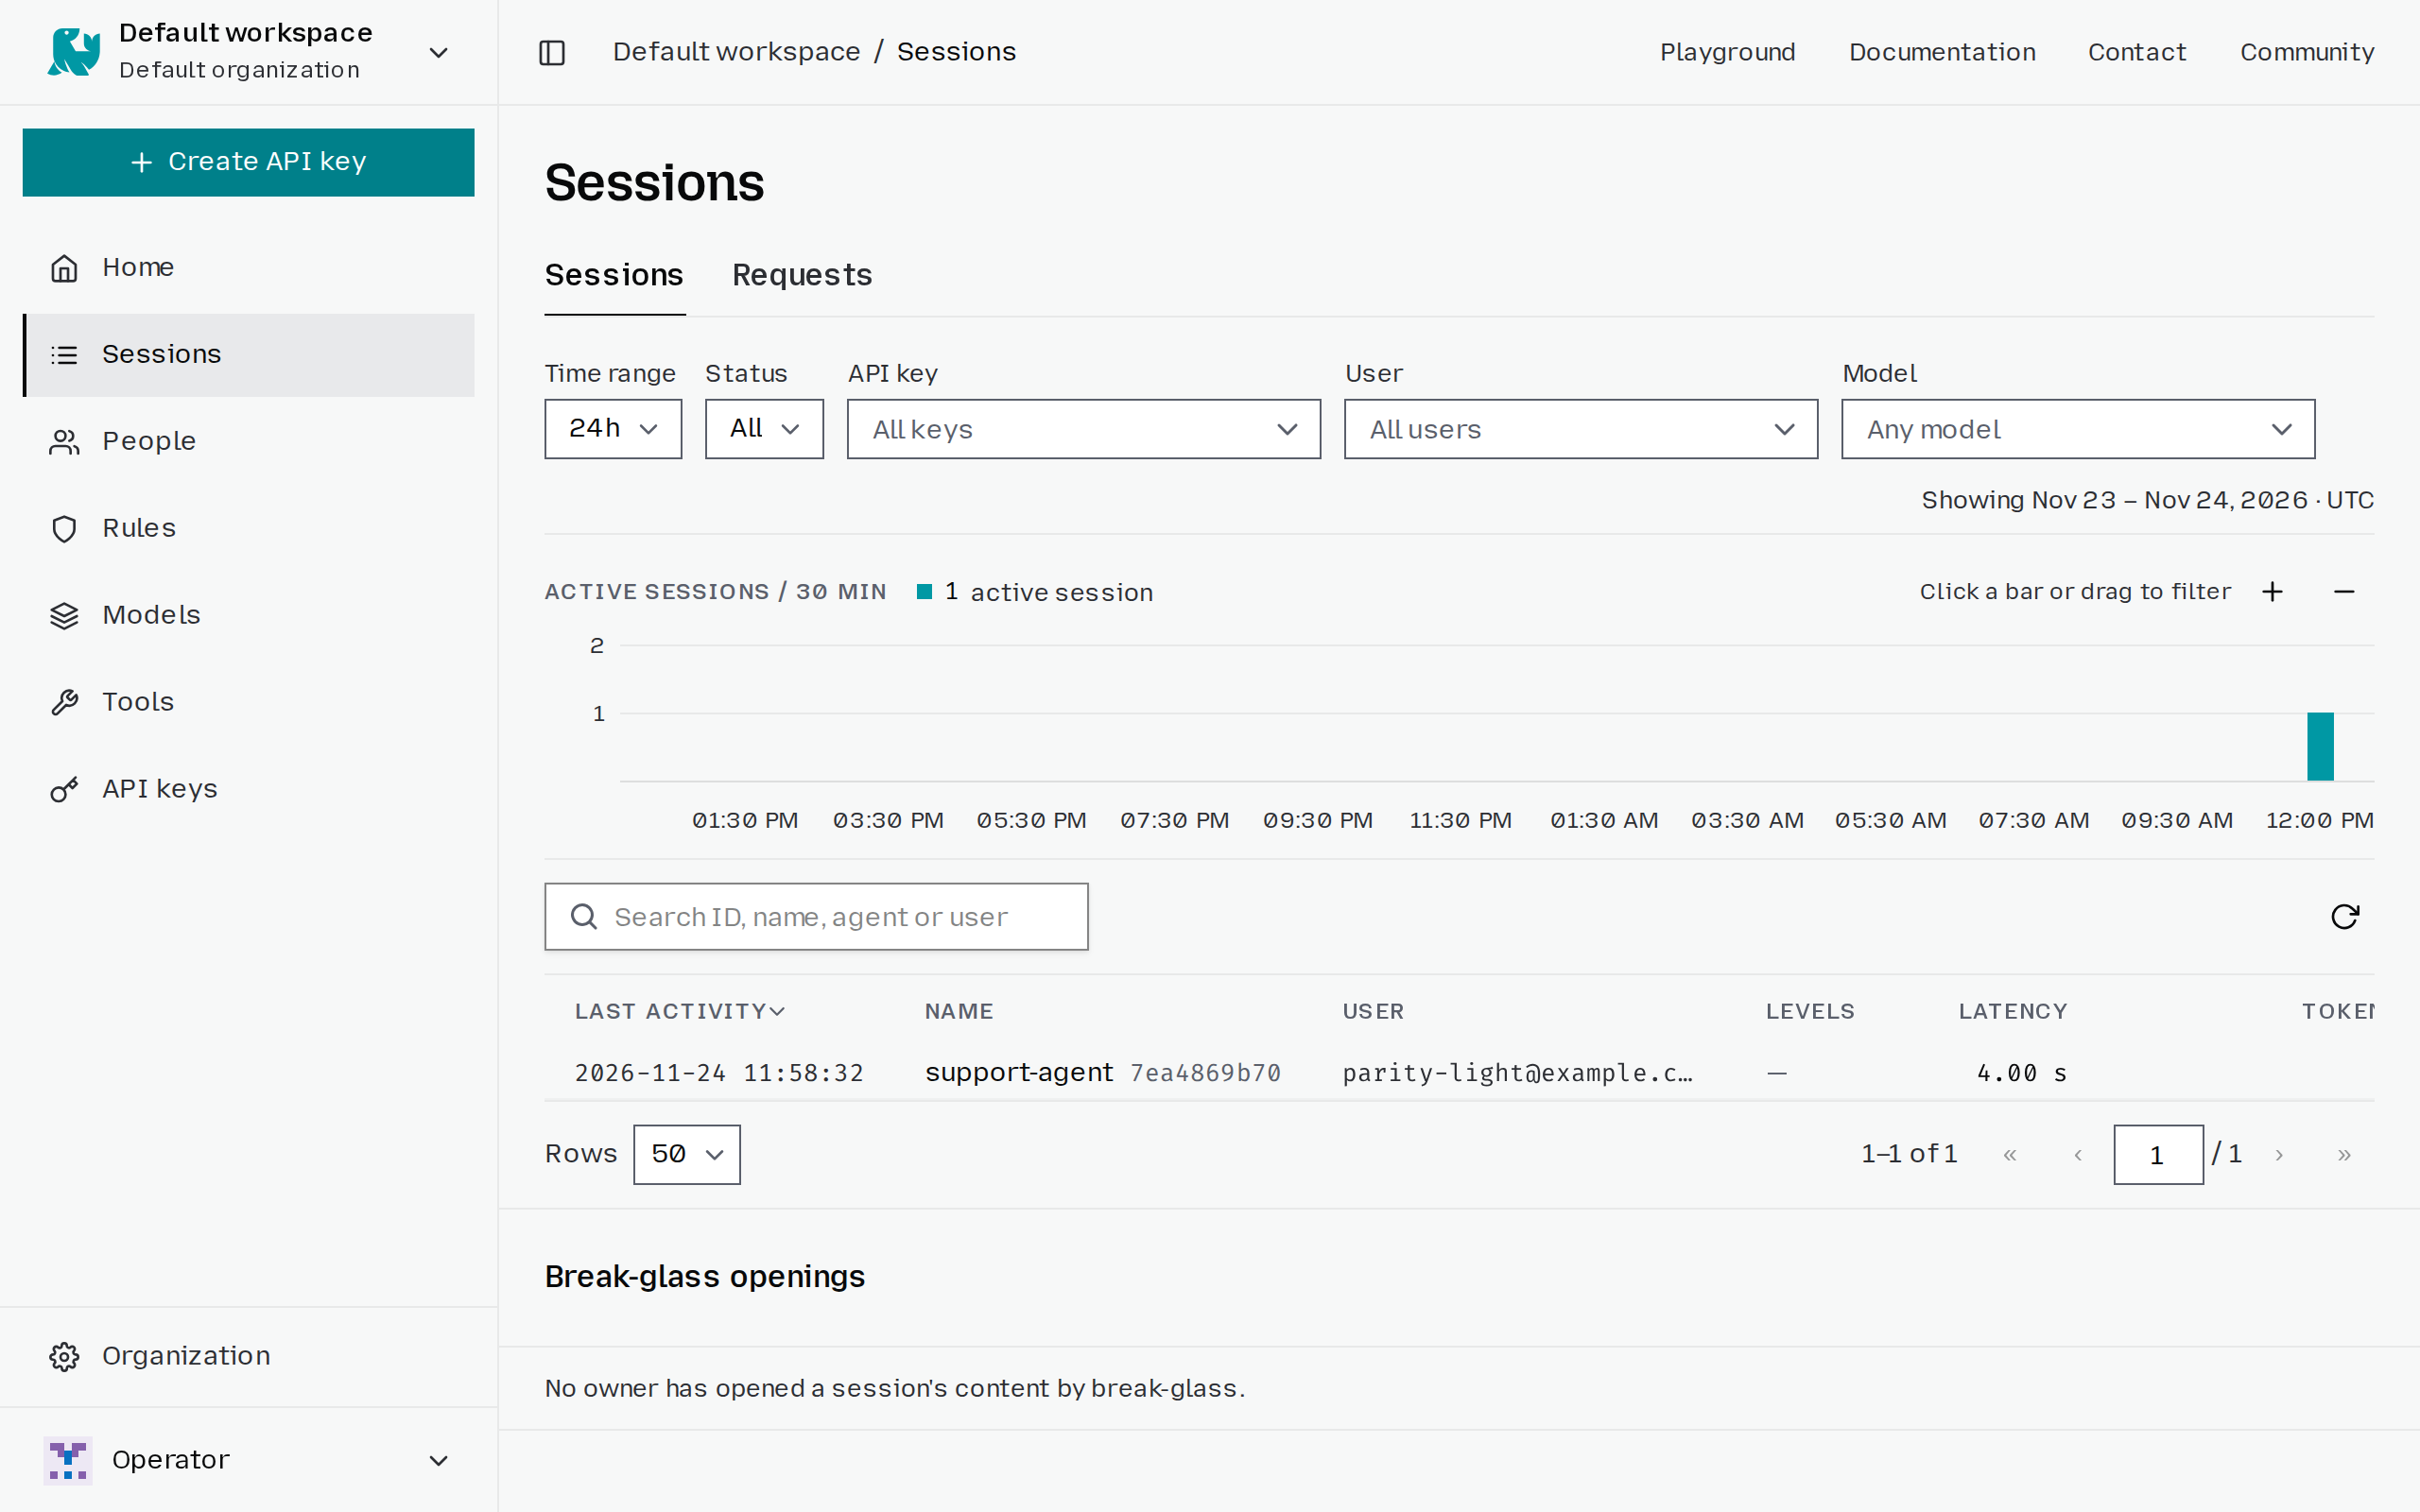 Default workspace
Default organization
Default workspace / Sessions
Playground
Documentation
Contact
Community
Create API key
Home
Sessions
People
Rules
Models
Tools
API keys
Organization
Operator
Sessions
Sessions
Requests
Time range
Status
API key
User
Model
24h
All
All keys
All users
Any model
Showing Nov 23 – Nov 24, 2026 · UTC
ACTIVE SESSIONS / 30 MIN
1 active session
Click a bar or drag to filter
2
1
01:30 PM
03:30 PM
05:30 PM
07:30 PM
09:30 PM
11:30 PM
01:30 AM
03:30 AM
05:30 AM
07:30 AM
09:30 AM
12:00 PM
Search ID, name, agent or user
LAST ACTIVITY
NAME
USER
LEVELS
LATENCY
TOKEN
2026-11-24 11:58:32
support-agent 7ea4869b70
parity-light@example.c…
—
4.00 s
Rows
50
1–1 of 1
«
‹
1
/ 1
›
»
Break-glass openings
No owner has opened a session's content by break-glass.